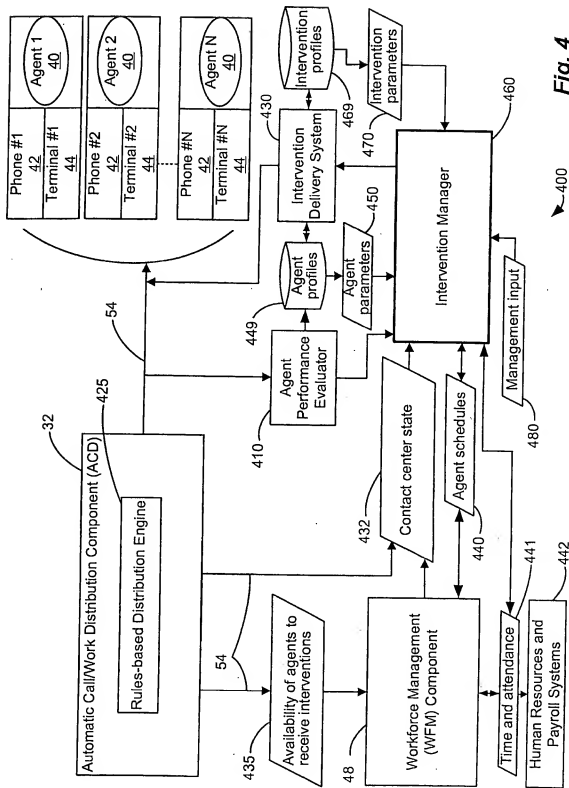 Automatic Call/Work Distribution Component (ACD)
32
Rules-based Distribution Engine
425
54
Phone #1
42
Terminal #1
44
Agent 1
40
Phone #2
42
Terminal #2
44
Agent 2
40
Phone #N
42
Terminal #N
44
Agent N
40
54
435
Availability of agents to
receive interventions
410
Agent
Performance
Evaluator
449
Agent
profiles
Agent
parameters
450
430
Intervention
Delivery System
Intervention
profiles
469
Intervention
parameters
470
432
Contact center state
48
Workforce Management
(WFM) Component
Agent schedules
440
Intervention Manager
460
Time and attendance
441
Human Resources and
Payroll Systems
442
Management input
480
400
Fig. 4